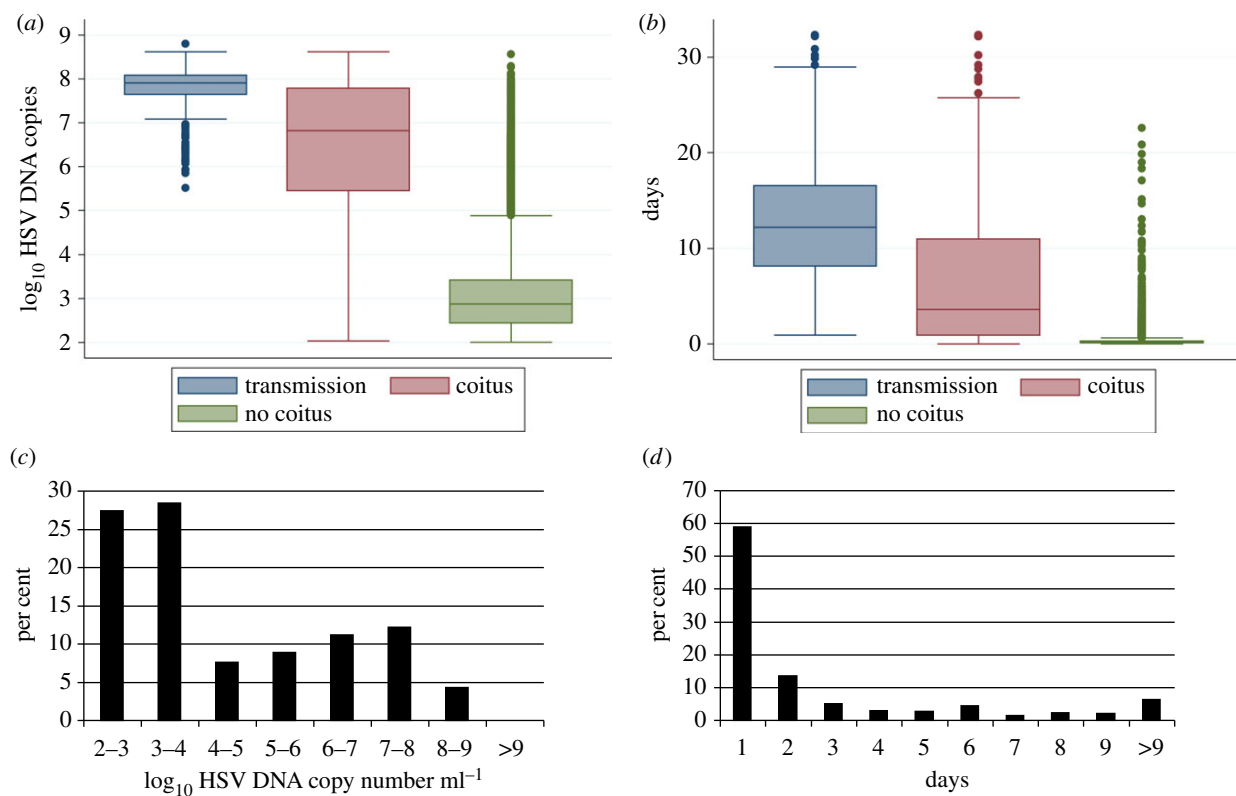 (a)
9
8
7
6
5
4
3
2
log10 HSV DNA copies
transmission
coitus
no coitus
(b)
30
20
10
0
days
transmission
coitus
no coitus
(c)
30
25
20
15
10
5
0
per cent
2–3 3–4 4–5 5–6 6–7 7–8 8–9 >9
log10 HSV DNA copy number ml−1
(d)
70
60
50
40
30
20
10
0
per cent
1 2 3 4 5 6 7 8 9 >9
days